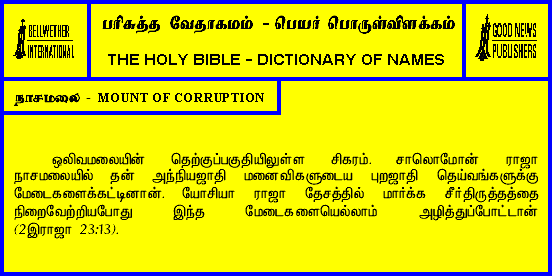 BELLWETHER
INTERNATIONAL
பரிசுத்த வேதாகமம் - பெயர் பொருள்விளக்கம்
THE HOLY BIBLE - DICTIONARY OF NAMES
GOOD NEWS
PUBLISHERS
நாசமலை - MOUNT OF CORRUPTION
ஒலிவமலையின் தெற்குப்பகுதியிலுள்ள சிகரம். சாலொமோன் ராஜா
நாசமலையில் தன் அந்நியஜாதி மனைவிகளுடைய புறஜாதி தெய்வங்களுக்கு
மேடைகளைக்கட்டினான். யோசியா ராஜா தேசத்தில் மார்க்க சீர்திருத்தத்தை
நிறைவேற்றியபோது இந்த மேடைகளையெல்லாம் அழித்துப்போட்டான்
(2இராஜா 23:13).